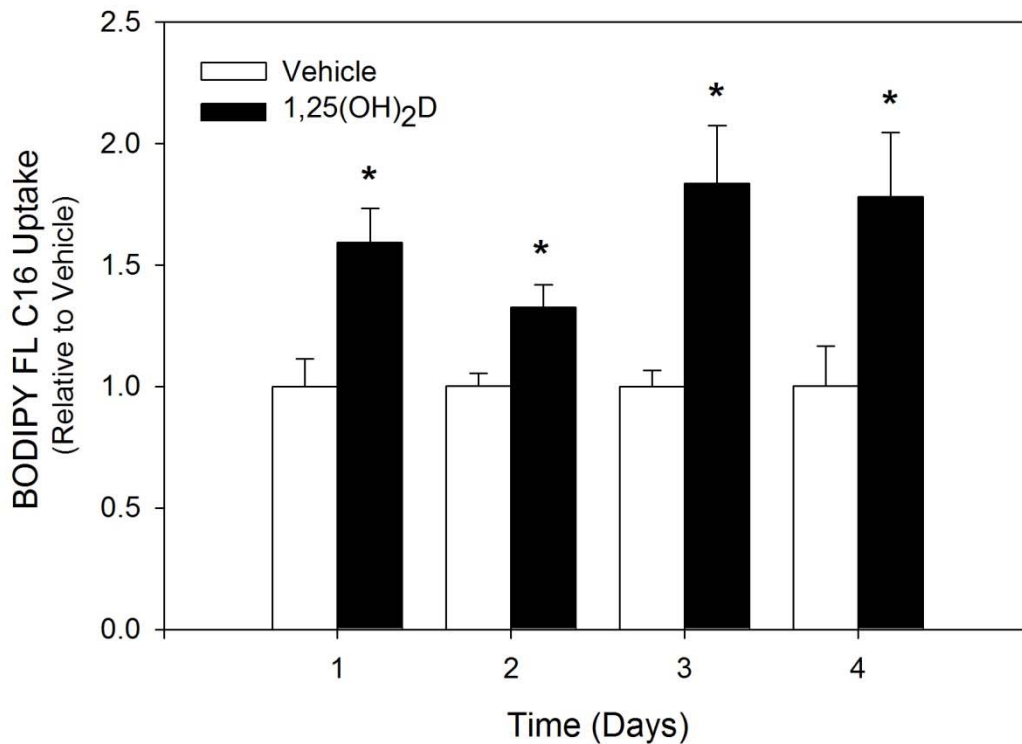 2.5
2.0
1.5
1.0
0.5
0.0
BODIPY FL C16 Uptake
(Relative to Vehicle)
Vehicle
1,25(OH)2D
*
*
*
*
1
2
3
4
Time (Days)